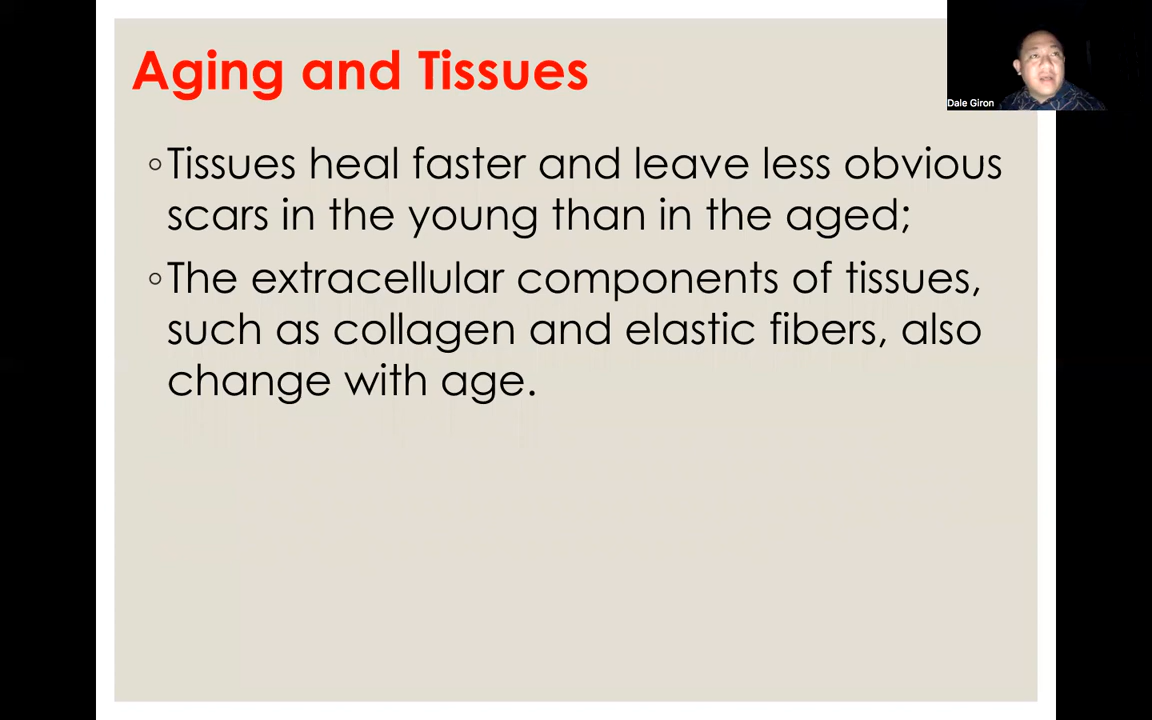 Aging and Tissues
Dale Giron
◦Tissues heal faster and leave less obvious
scars in the young than in the aged;
◦The extracellular components of tissues,
such as collagen and elastic fibers, also
change with age.